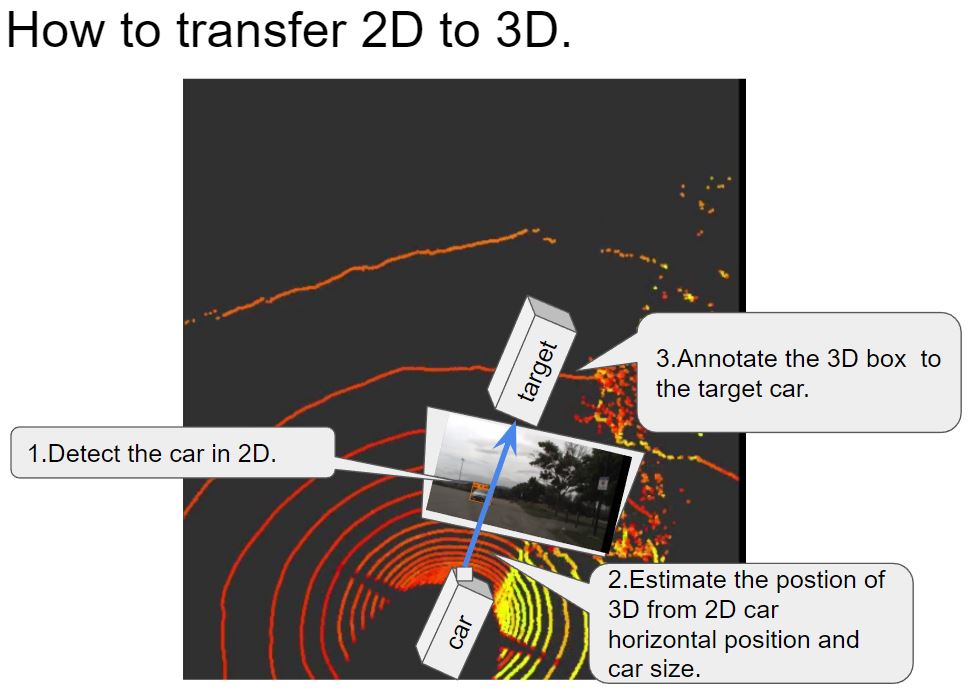 How to transfer 2D to 3D.
target
3.Annotate the 3D box to
the target car.
1.Detect the car in 2D.
2.Estimate the postion of
3D from 2D car
horizontal position and
car size.
car